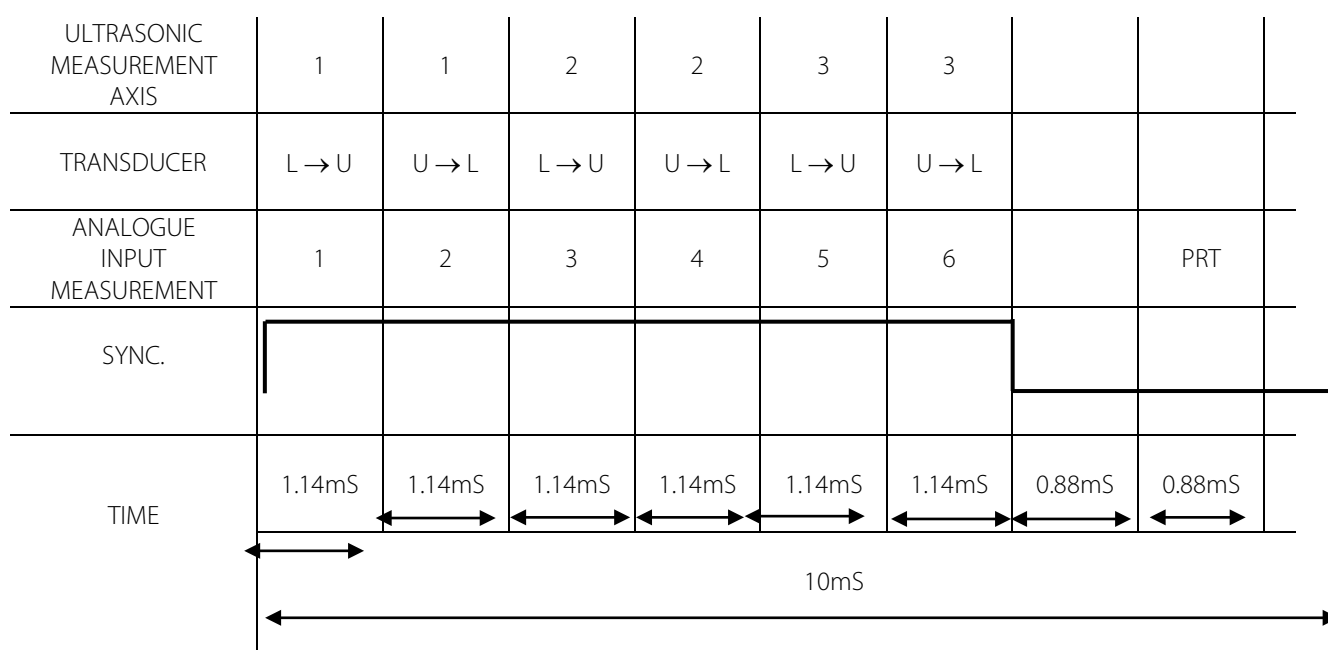 ULTRASONIC
MEASUREMENT
AXIS
1 1 2 2 3 3
TRANSDUCER
L → U U → L L → U U → L L → U U → L
ANALOGUE
INPUT
MEASUREMENT
1 2 3 4 5 6 PRT
SYNC.
TIME
1.14mS 1.14mS 1.14mS 1.14mS 1.14mS 1.14mS 0.88mS 0.88mS
10mS